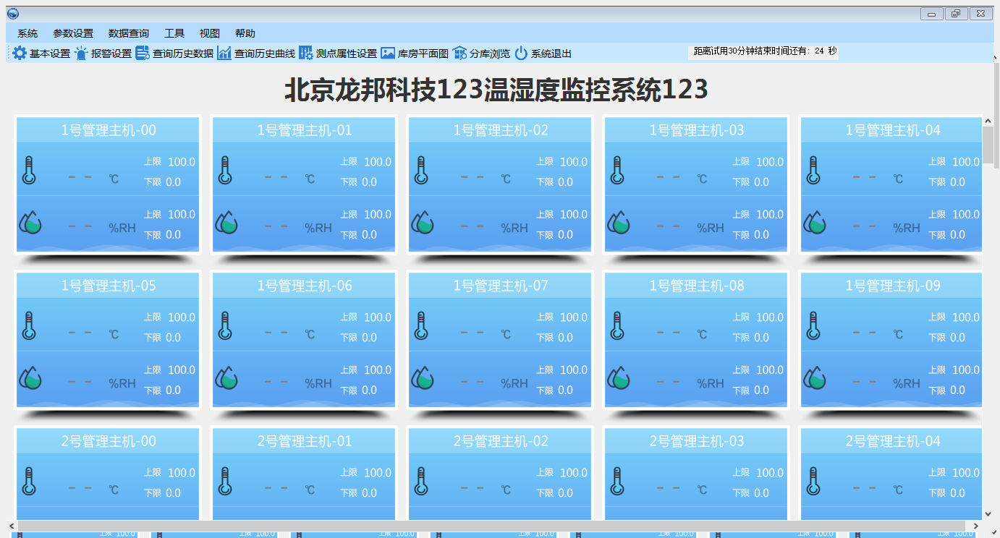 系统 参数设置 数据查询 工具 视图 帮助
基本设置 报警设置 查询历史数据 查询历史曲线 测点属性设置 库房平面图 分库浏览 系统退出 距离试用30分钟结束时间还有: 24 秒
北京龙邦科技123温湿度监控系统123
1号管理主机-00 1号管理主机-01 1号管理主机-02 1号管理主机-03 1号管理主机-04
上限 100.0 上限 100.0 上限 100.0 上限 100.0 上限 100.0
-- ℃ -- ℃ -- ℃ -- ℃ -- ℃
下限 0.0 下限 0.0 下限 0.0 下限 0.0 下限 0.0
上限 100.0 上限 100.0 上限 100.0 上限 100.0 上限 100.0
-- %RH -- %RH -- %RH -- %RH -- %RH
下限 0.0 下限 0.0 下限 0.0 下限 0.0 下限 0.0
1号管理主机-05 1号管理主机-06 1号管理主机-07 1号管理主机-08 1号管理主机-09
上限 100.0 上限 100.0 上限 100.0 上限 100.0 上限 100.0
-- ℃ -- ℃ -- ℃ -- ℃ -- ℃
下限 0.0 下限 0.0 下限 0.0 下限 0.0 下限 0.0
上限 100.0 上限 100.0 上限 100.0 上限 100.0 上限 100.0
-- %RH -- %RH -- %RH -- %RH -- %RH
下限 0.0 下限 0.0 下限 0.0 下限 0.0 下限 0.0
2号管理主机-00 2号管理主机-01 2号管理主机-02 2号管理主机-03 2号管理主机-04
上限 100.0 上限 100.0 上限 100.0 上限 100.0 上限 100.0
-- ℃ -- ℃ -- ℃ -- ℃ -- ℃
下限 0.0 下限 0.0 下限 0.0 下限 0.0 下限 0.0